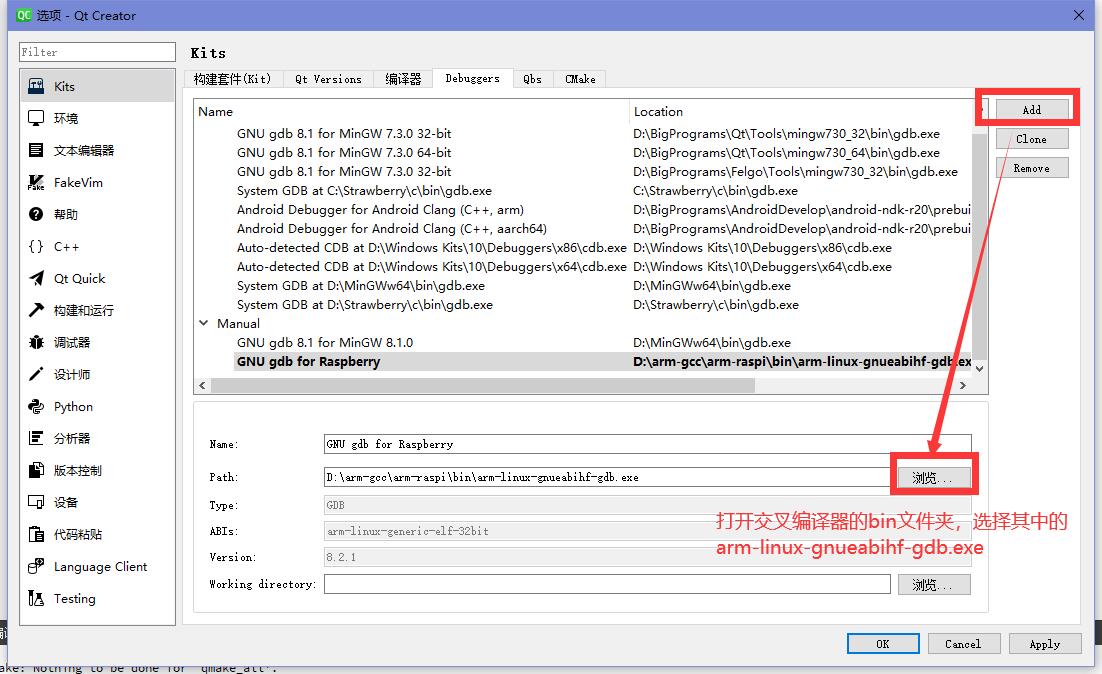 选项 - Qt Creator
Filter
Kits
环境
文本编辑器
FakeVim
帮助
C++
Qt Quick
构建和运行
调试器
设计师
Python
分析器
版本控制
设备
代码粘贴
Language Client
Testing
Kits
构建套件(Kit) Qt Versions 编译器 Debuggers Qbs CMake
Name Location
GNU gdb 8.1 for MinGW 7.3.0 32-bit D:\BigPrograms\Qt\Tools\mingw730_32\bin\gdb.exe
GNU gdb 8.1 for MinGW 7.3.0 64-bit D:\BigPrograms\Qt\Tools\mingw730_64\bin\gdb.exe
GNU gdb 8.1 for MinGW 7.3.0 32-bit D:\BigPrograms\Felgo\Tools\mingw730_32\bin\gdb.exe
System GDB at C:\Strawberry\c\bin\gdb.exe C:\Strawberry\c\bin\gdb.exe
Android Debugger for Android Clang (C++, arm) D:\BigPrograms\AndroidDevelop\android-ndk-r20\prebui
Android Debugger for Android Clang (C++, aarch64) D:\BigPrograms\AndroidDevelop\android-ndk-r20\prebui
Auto-detected CDB at D:\Windows Kits\10\Debuggers\x86\cdb.exe D:\Windows Kits\10\Debuggers\x86\cdb.exe
Auto-detected CDB at D:\Windows Kits\10\Debuggers\x64\cdb.exe D:\Windows Kits\10\Debuggers\x64\cdb.exe
System GDB at D:\MinGWw64\bin\gdb.exe D:\MinGWw64\bin\gdb.exe
System GDB at D:\Strawberry\c\bin\gdb.exe D:\Strawberry\c\bin\gdb.exe
Manual
GNU gdb 8.1 for MinGW 8.1.0 D:\MinGWw64\bin\gdb.exe
GNU gdb for Raspberry D:\arm-gcc\arm-raspi\bin\arm-linux-gnueabihf-gdb.ex
Add
Clone
Remove
Name: GNU gdb for Raspberry
Path: D:\arm-gcc\arm-raspi\bin\arm-linux-gnueabihf-gdb.exe 浏览...
Type: GDB
ABIs: arm-linux-generic-elf-32bit
Version: 8.2.1
Working directory: 浏览...
打开交叉编译器的bin文件夹，选择其中的
arm-linux-gnueabihf-gdb.exe
OK Cancel Apply
ake: Nothing to be done for 'qmake_all'.